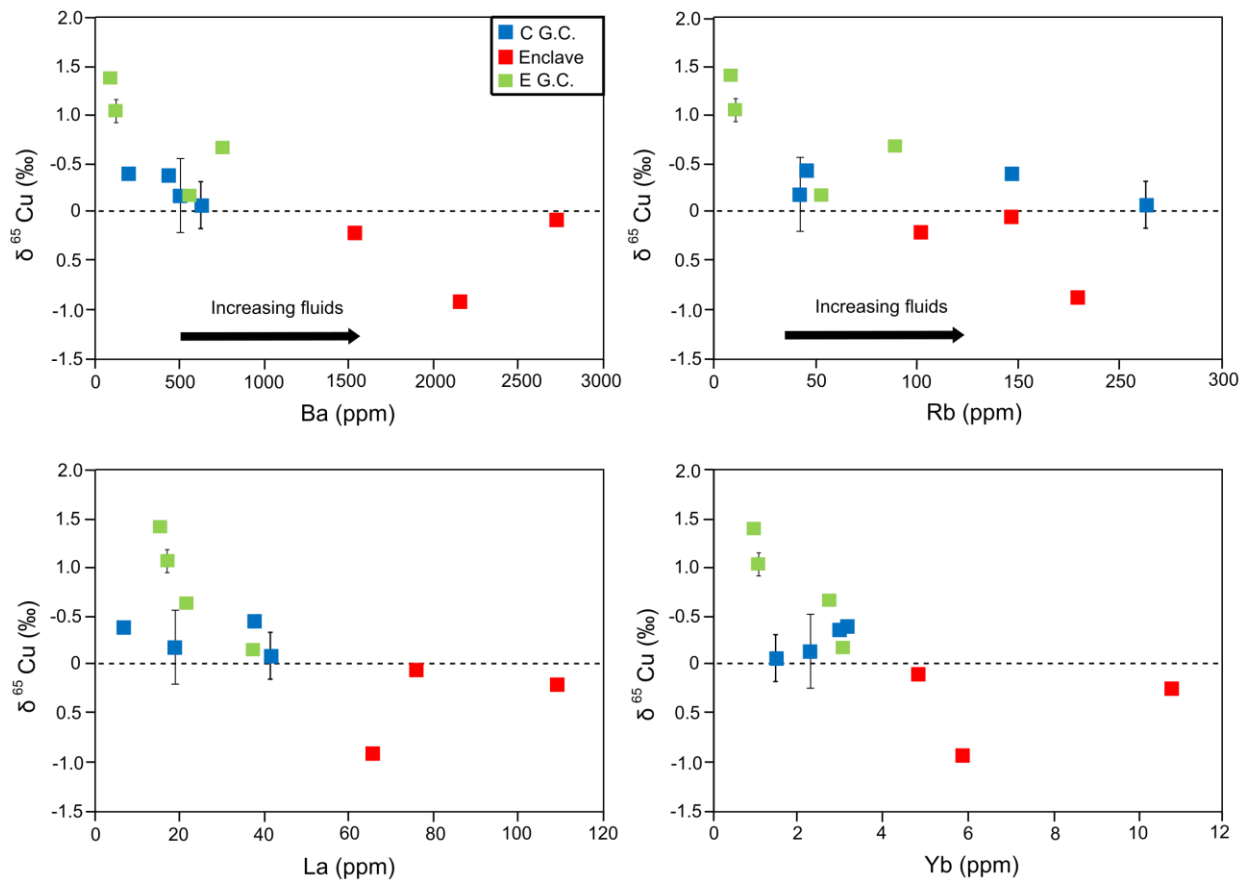 2.0
1.5
1.0
-0.5
0
0.5
-1.0
-1.5
δ 65 Cu (‰)
C G.C.
Enclave
E G.C.
Increasing fluids
0 500 1000 1500 2000 2500 3000
Ba (ppm)
2.0
1.5
1.0
-0.5
0
0.5
-1.0
-1.5
δ 65 Cu (‰)
Increasing fluids
0 50 100 150 250 300
Rb (ppm)
2.0
1.5
1.0
-0.5
0
0.5
-1.0
-1.5
δ 65 Cu (‰)
0 20 40 60 80 100 120
La (ppm)
2.0
1.5
1.0
-0.5
0
0.5
-1.0
-1.5
δ 65 Cu (‰)
0 2 4 6 8 10 12
Yb (ppm)